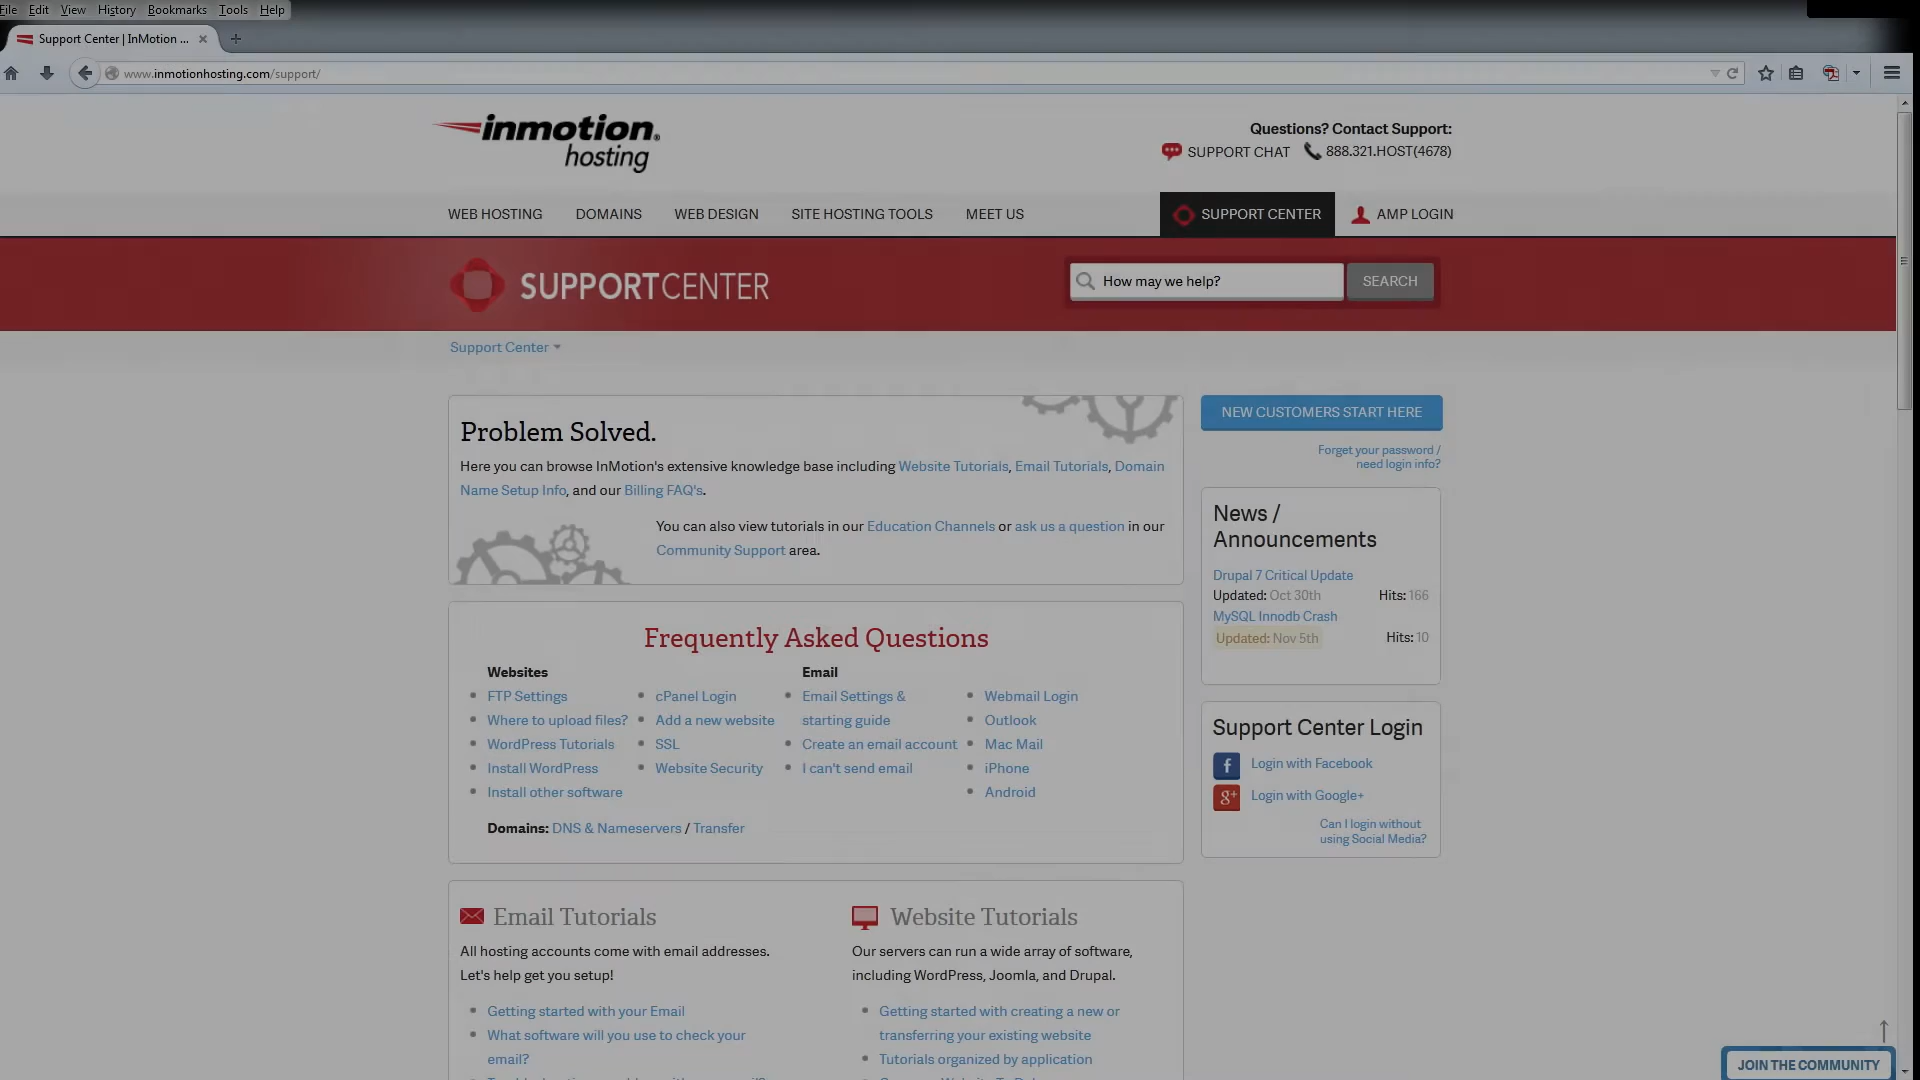 File Edit View History Bookmarks Tools Help
Support Center | InMotion ...
www.inmotionhosting.com/support/
inmotion
hosting
Questions? Contact Support:
SUPPORT CHAT 888.321.HOST(4678)
WEB HOSTING DOMAINS WEB DESIGN SITE HOSTING TOOLS MEET US SUPPORT CENTER AMP LOGIN
SUPPORTCENTER
How may we help? SEARCH
Support Center
Problem Solved.
Here you can browse InMotion's extensive knowledge base including Website Tutorials, Email Tutorials, Domain
Name Setup Info, and our Billing FAQ's.
You can also view tutorials in our Education Channels or ask us a question in our
Community Support area.
NEW CUSTOMERS START HERE
Forget your password /
need login info?
News /
Announcements
Drupal 7 Critical Update
Updated: Oct 30th Hits: 166
MySQL Innodb Crash
Updated: Nov 5th Hits: 10
Frequently Asked Questions
Websites
FTP Settings
Where to upload files?
WordPress Tutorials
Install WordPress
Install other software
cPanel Login
Add a new website
SSL
Website Security
Email
Email Settings &
starting guide
Create an email account
I can't send email
Webmail Login
Outlook
Mac Mail
iPhone
Android
Domains: DNS & Nameservers / Transfer
Support Center Login
f Login with Facebook
g+ Login with Google+
Can I login without
using Social Media?
Email Tutorials
All hosting accounts come with email addresses.
Let's help get you setup!
Getting started with your Email
What software will you use to check your
email?
Website Tutorials
Our servers can run a wide array of software,
including WordPress, Joomla, and Drupal.
Getting started with creating a new or
transferring your existing website
Tutorials organized by application
JOIN THE COMMUNITY